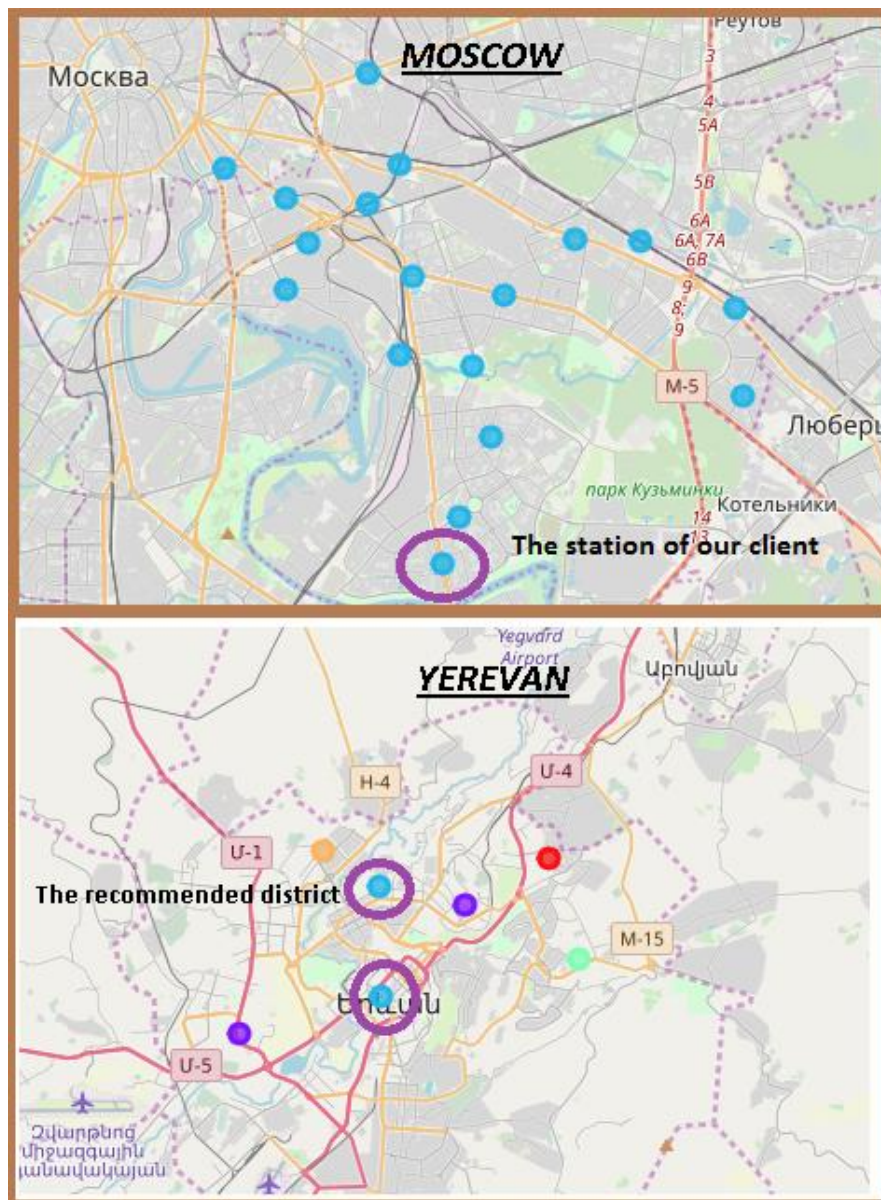 Реутов
MOSCOW
Москва
3
4
5A
5B
6A
6A, 7A
6B
9
8;
9
M-5
Люберь
парк Кузьминки
Котельники
14
13
The station of our client
Yegvard
Airport
Աբովյան
YEREVAN
Մ-4
H-4
Մ-1
The recommended district
M-15
Երևան
Մ-5
Զվարթնոց
միջազգային
յանավակայան